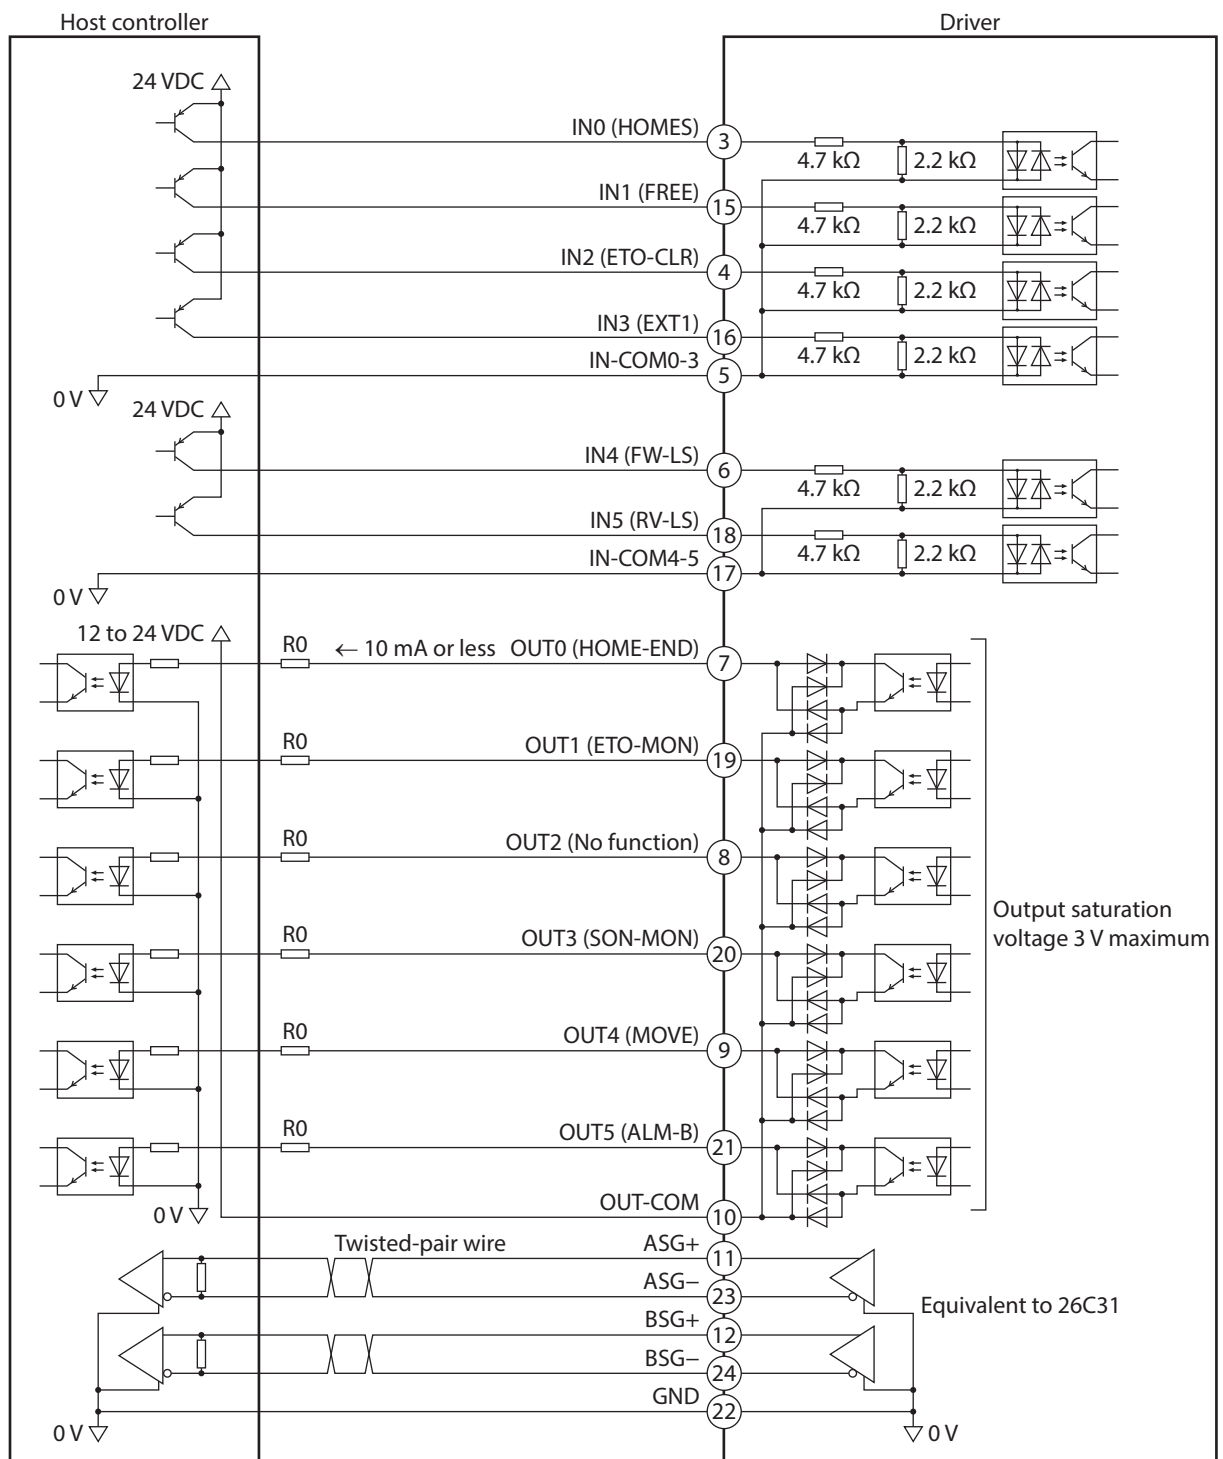 Host controller
Driver
24 VDC
IN0 (HOMES)
3
4.7 kΩ
2.2 kΩ
IN1 (FREE)
15
4.7 kΩ
2.2 kΩ
IN2 (ETO-CLR)
4
4.7 kΩ
2.2 kΩ
IN3 (EXT1)
16
4.7 kΩ
2.2 kΩ
IN-COM0-3
5
0 V
24 VDC
IN4 (FW-LS)
6
4.7 kΩ
2.2 kΩ
IN5 (RV-LS)
18
4.7 kΩ
2.2 kΩ
IN-COM4-5
17
0 V
12 to 24 VDC
R0
← 10 mA or less
OUT0 (HOME-END)
7
R0
OUT1 (ETO-MON)
19
R0
OUT2 (No function)
8
Output saturation
voltage 3 V maximum
R0
OUT3 (SON-MON)
20
R0
OUT4 (MOVE)
9
R0
OUT5 (ALM-B)
21
0 V
OUT-COM
10
Twisted-pair wire
ASG+
11
ASG−
23
Equivalent to 26C31
BSG+
12
BSG−
24
GND
22
0 V
0 V